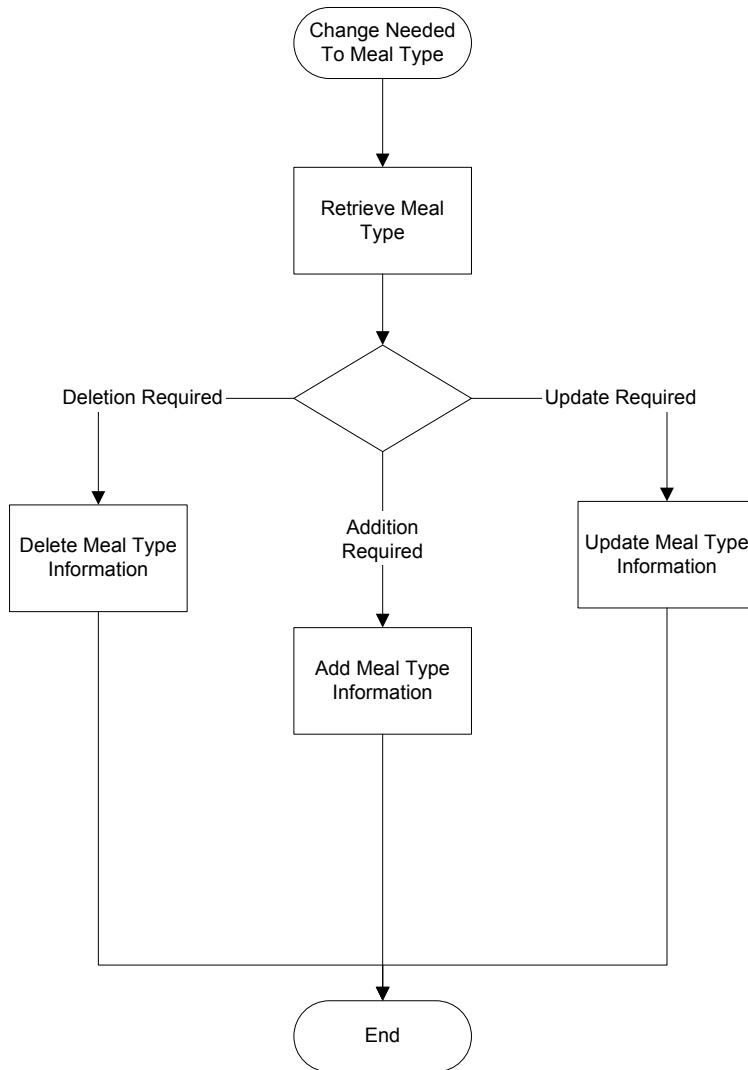 Change Needed
To Meal Type
Retrieve Meal
Type
Deletion Required
Update Required
Addition
Required
Delete Meal Type
Information
Update Meal Type
Information
Add Meal Type
Information
End